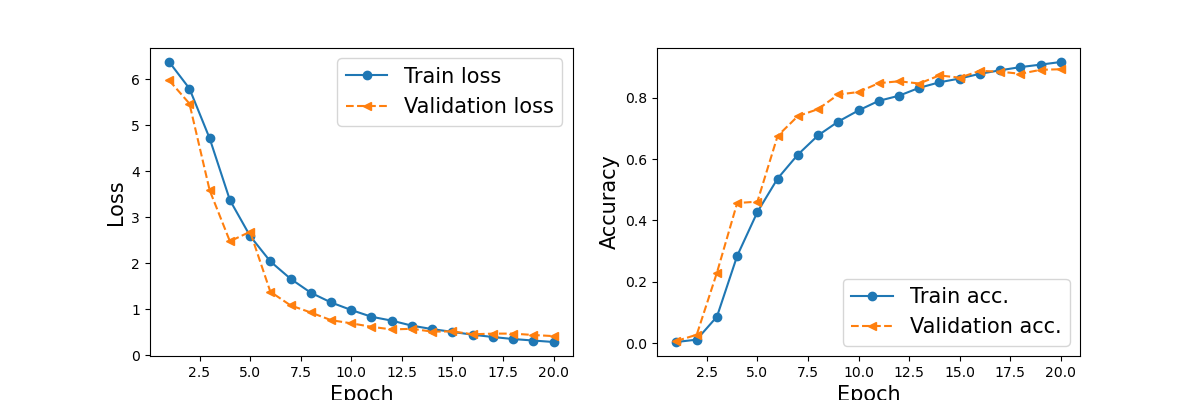 6
5
4
3
2
1
0
Loss
Train loss
Validation loss
2.5 5.0 7.5 10.0 12.5 15.0 17.5 20.0
Epoch
0.8
0.6
0.4
0.2
0.0
Accuracy
Train acc.
Validation acc.
2.5 5.0 7.5 10.0 12.5 15.0 17.5 20.0
Epoch